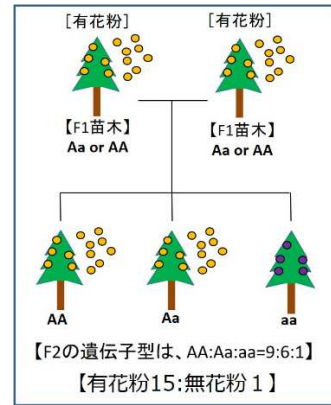 [有花粉] [有花粉]
【F1苗木】 【F1苗木】
Aa or AA Aa or AA
AA Aa aa
【F2の遺伝子型は、AA:Aa:aa=9:6:1】
【有花粉15:無花粉１】